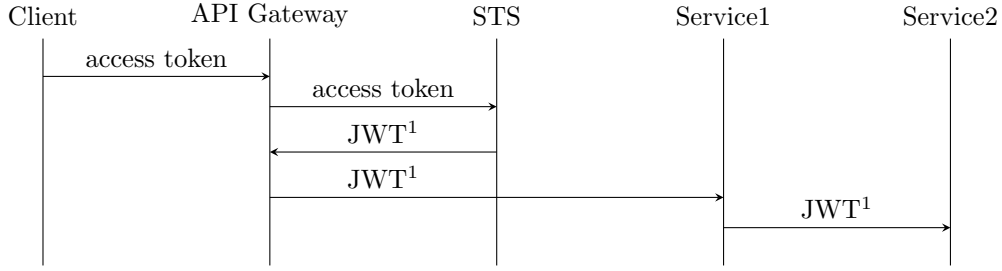 Client API Gateway STS Service1 Service2
access token
access token
JWT¹
JWT¹
JWT¹